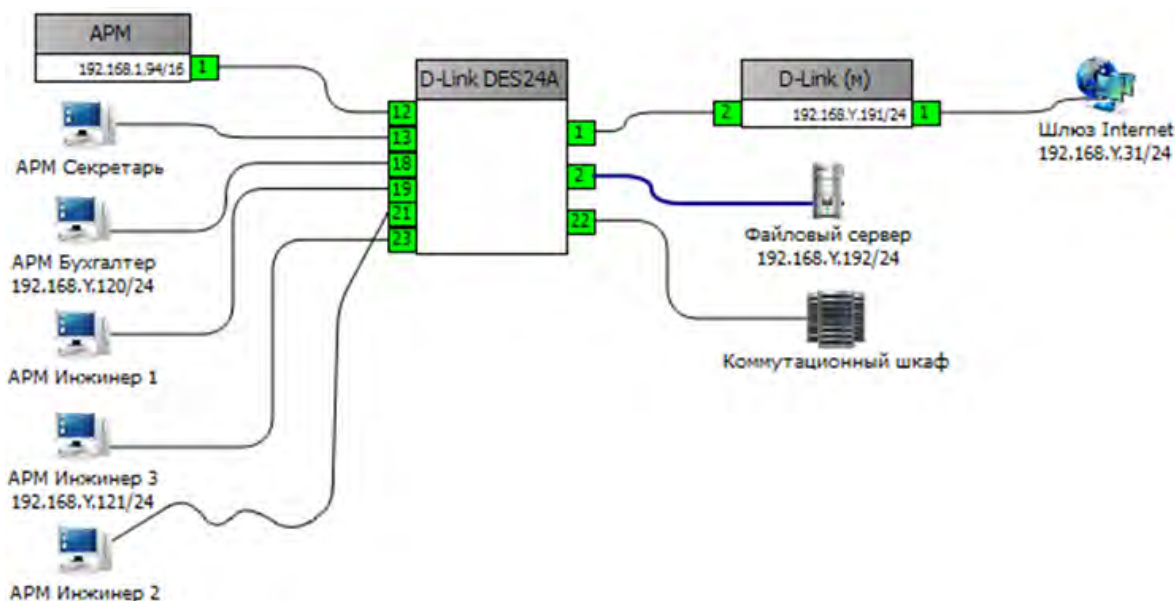 АРМ
192.168.1.94/16
1
АРМ Секретарь
АРМ Бухгалтер
192.168.Y.120/24
АРМ Инжинер 1
АРМ Инжинер 3
192.168.Y.121/24
АРМ Инжинер 2
D-Link DES24A
12
13
18
19
21
23
1
2
22
D-Link (м)
2
192.168.Y.191/24
1
Шлюз Internet
192.168.Y.31/24
Файловый сервер
192.168.Y.192/24
Коммутационный шкаф